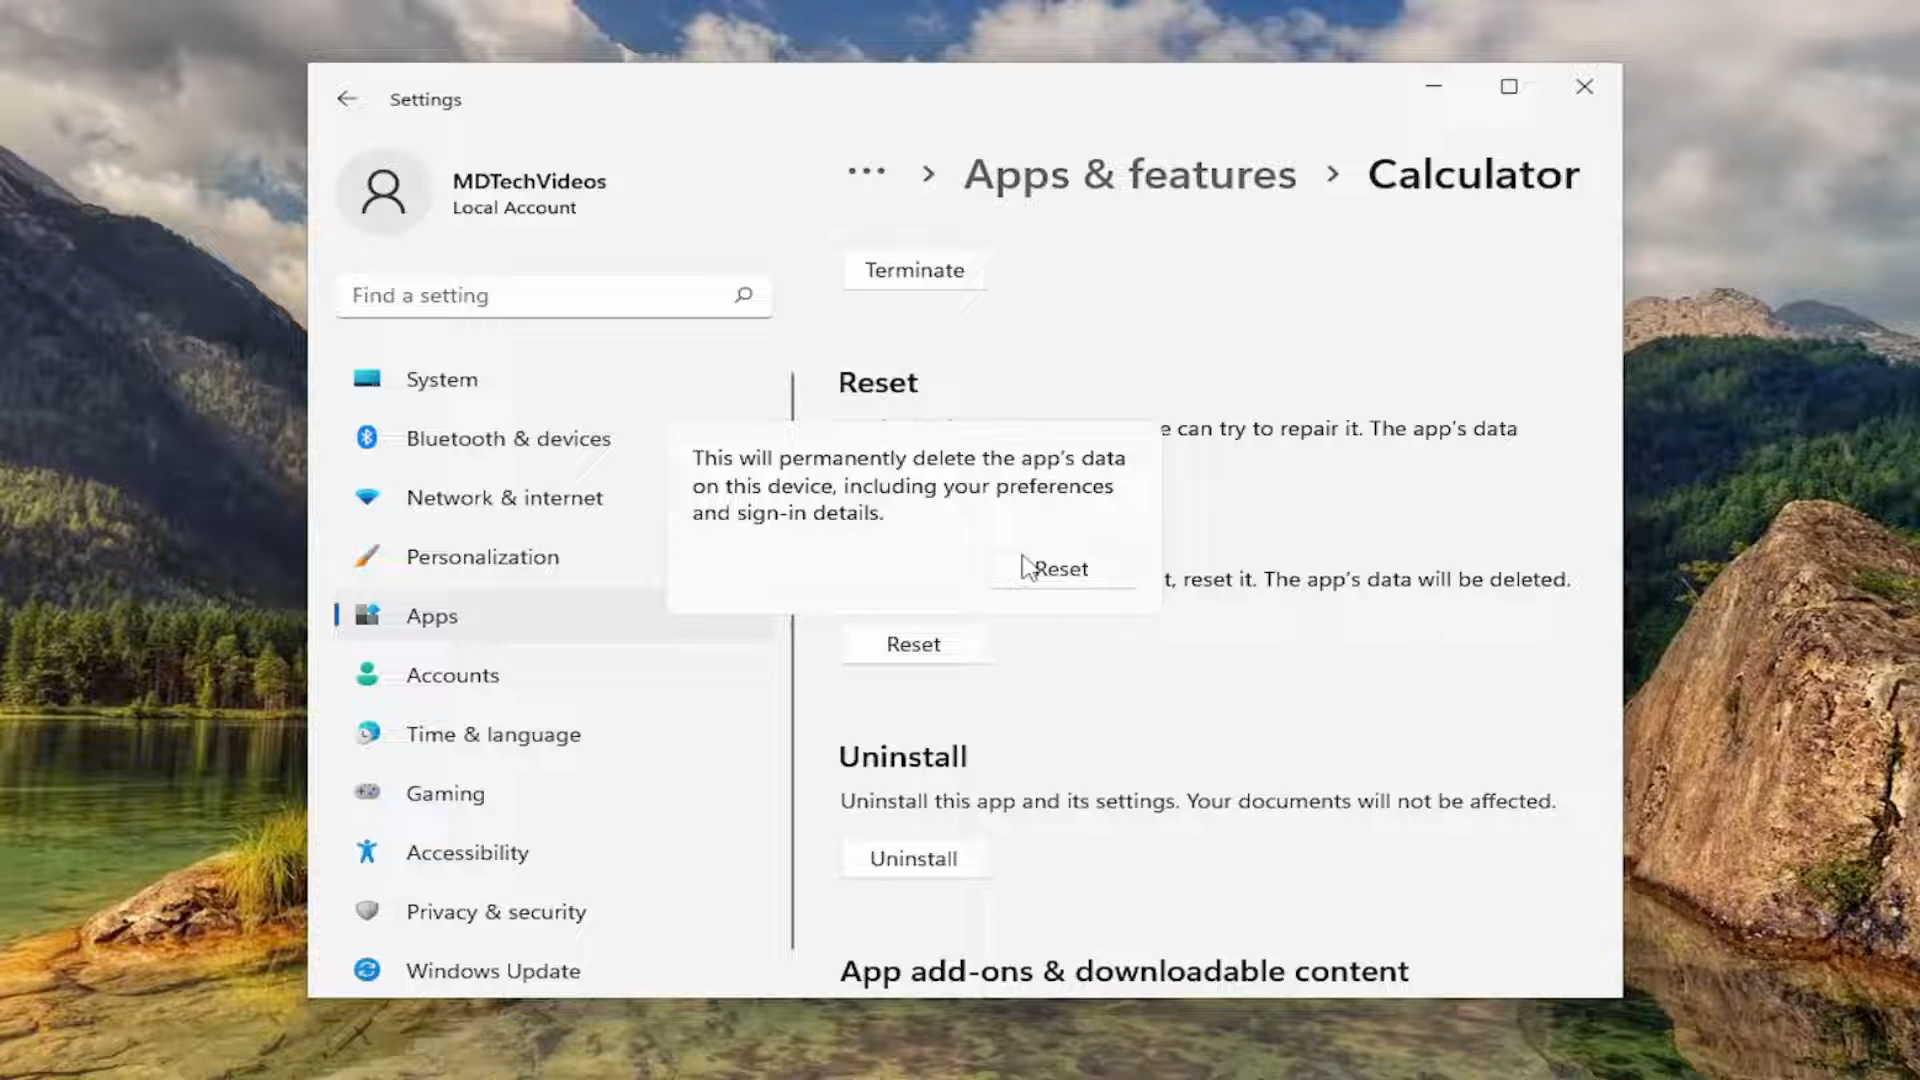 Settings
MDTechVideos
Local Account
Find a setting
System
Bluetooth & devices
Network & internet
Personalization
Apps
Accounts
Time & language
Gaming
Accessibility
Privacy & security
Windows Update
... > Apps & features > Calculator
Terminate
Reset
e can try to repair it. The app's data
This will permanently delete the app's data
on this device, including your preferences
and sign-in details.
Reset
t, reset it. The app's data will be deleted.
Reset
Uninstall
Uninstall this app and its settings. Your documents will not be affected.
Uninstall
App add-ons & downloadable content